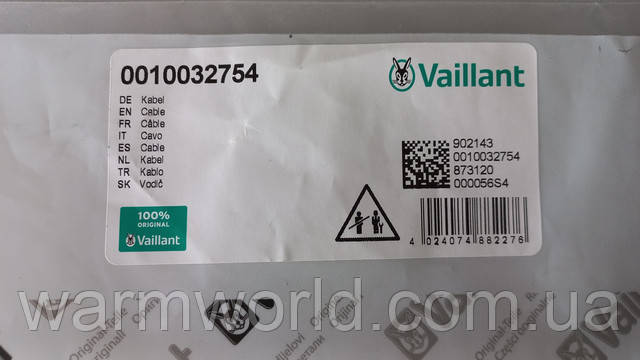 0010032754
Vaillant
DE Kabel
EN Cable
FR Câble
IT Cavo
ES Cable
NL Kabel
TR Kablo
SK Vodič
902143
0010032754
873120
000056S4
100%
ORIGINAL
Vaillant
4 024074 882276
warmworld.com.ua